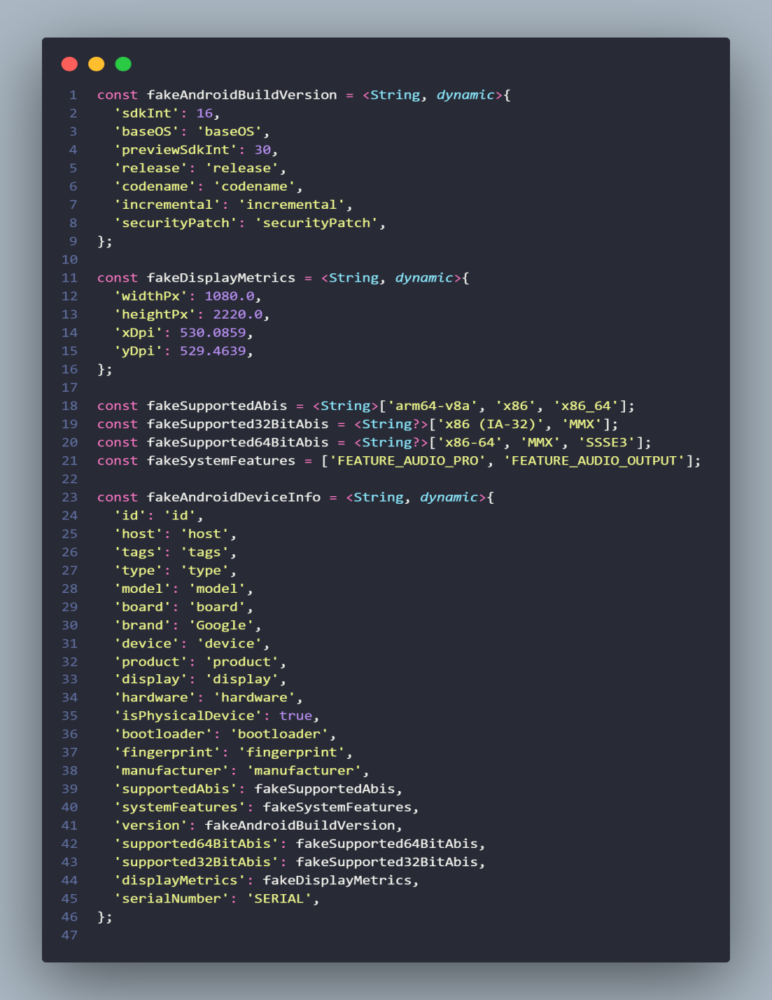 1 const fakeAndroidBuildVersion = <String, dynamic>{
2   'sdkInt': 16,
3   'baseOS': 'baseOS',
4   'previewSdkInt': 30,
5   'release': 'release',
6   'codename': 'codename',
7   'incremental': 'incremental',
8   'securityPatch': 'securityPatch',
9 };
10
11 const fakeDisplayMetrics = <String, dynamic>{
12   'widthPx': 1080.0,
13   'heightPx': 2220.0,
14   'xDpi': 530.0859,
15   'yDpi': 529.4639,
16 };
17
18 const fakeSupportedAbis = <String>['arm64-v8a', 'x86', 'x86_64'];
19 const fakeSupported32BitAbis = <String?>['x86 (IA-32)', 'MMX'];
20 const fakeSupported64BitAbis = <String?>['x86-64', 'MMX', 'SSSE3'];
21 const fakeSystemFeatures = ['FEATURE_AUDIO_PRO', 'FEATURE_AUDIO_OUTPUT'];
22
23 const fakeAndroidDeviceInfo = <String, dynamic>{
24   'id': 'id',
25   'host': 'host',
26   'tags': 'tags',
27   'type': 'type',
28   'model': 'model',
29   'board': 'board',
30   'brand': 'Google',
31   'device': 'device',
32   'product': 'product',
33   'display': 'display',
34   'hardware': 'hardware',
35   'isPhysicalDevice': true,
36   'bootloader': 'bootloader',
37   'fingerprint': 'fingerprint',
38   'manufacturer': 'manufacturer',
39   'supportedAbis': fakeSupportedAbis,
40   'systemFeatures': fakeSystemFeatures,
41   'version': fakeAndroidBuildVersion,
42   'supported64BitAbis': fakeSupported64BitAbis,
43   'supported32BitAbis': fakeSupported32BitAbis,
44   'displayMetrics': fakeDisplayMetrics,
45   'serialNumber': 'SERIAL',
46 };
47